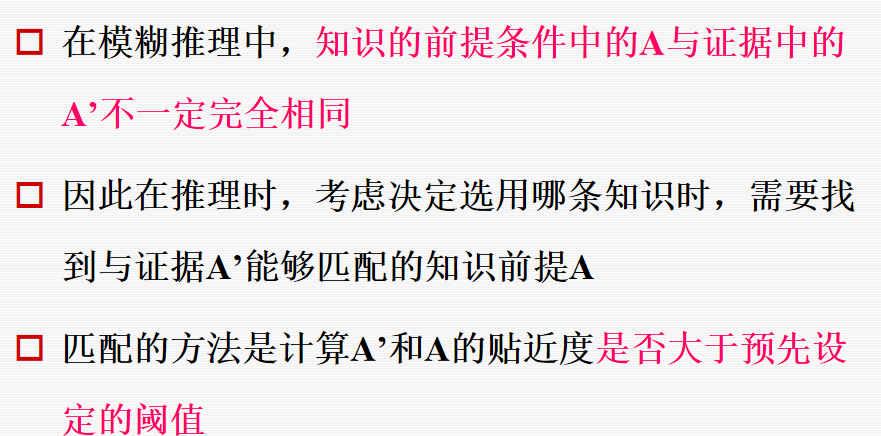 在模糊推理中，知识的前提条件中的A与证据中的
A’不一定完全相同
因此在推理时，考虑决定选用哪条知识时，需要找
到与证据A’能够匹配的知识前提A
匹配的方法是计算A’和A的贴近度是否大于预先设
定的阈值